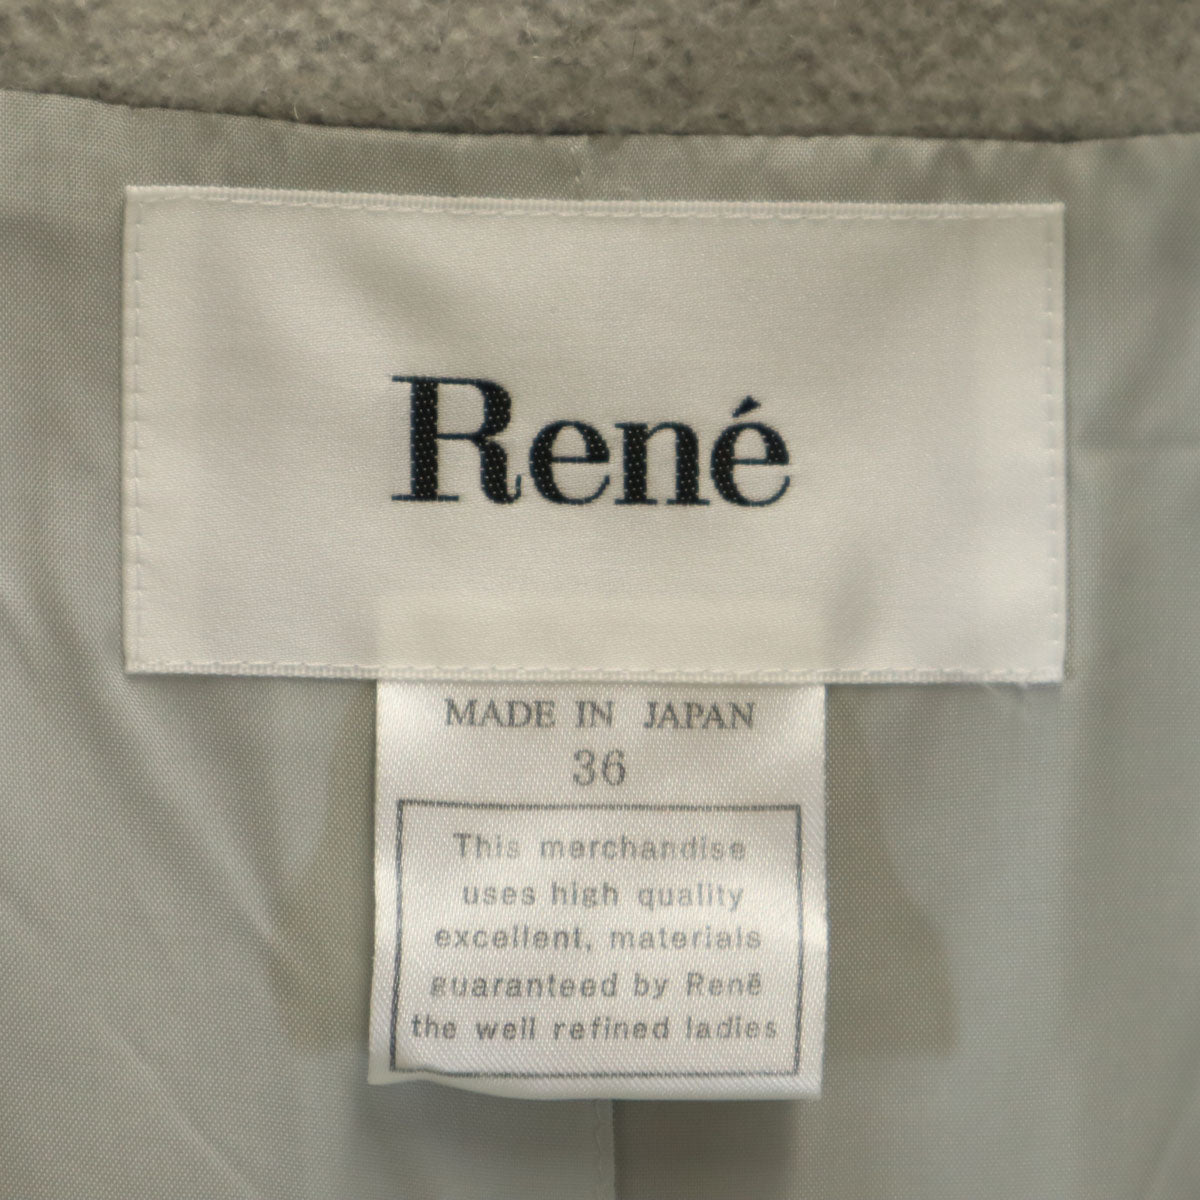 René
MADE IN JAPAN
36
This merchandise
uses high quality
excellent, materials
guaranteed by René
the well refined ladies